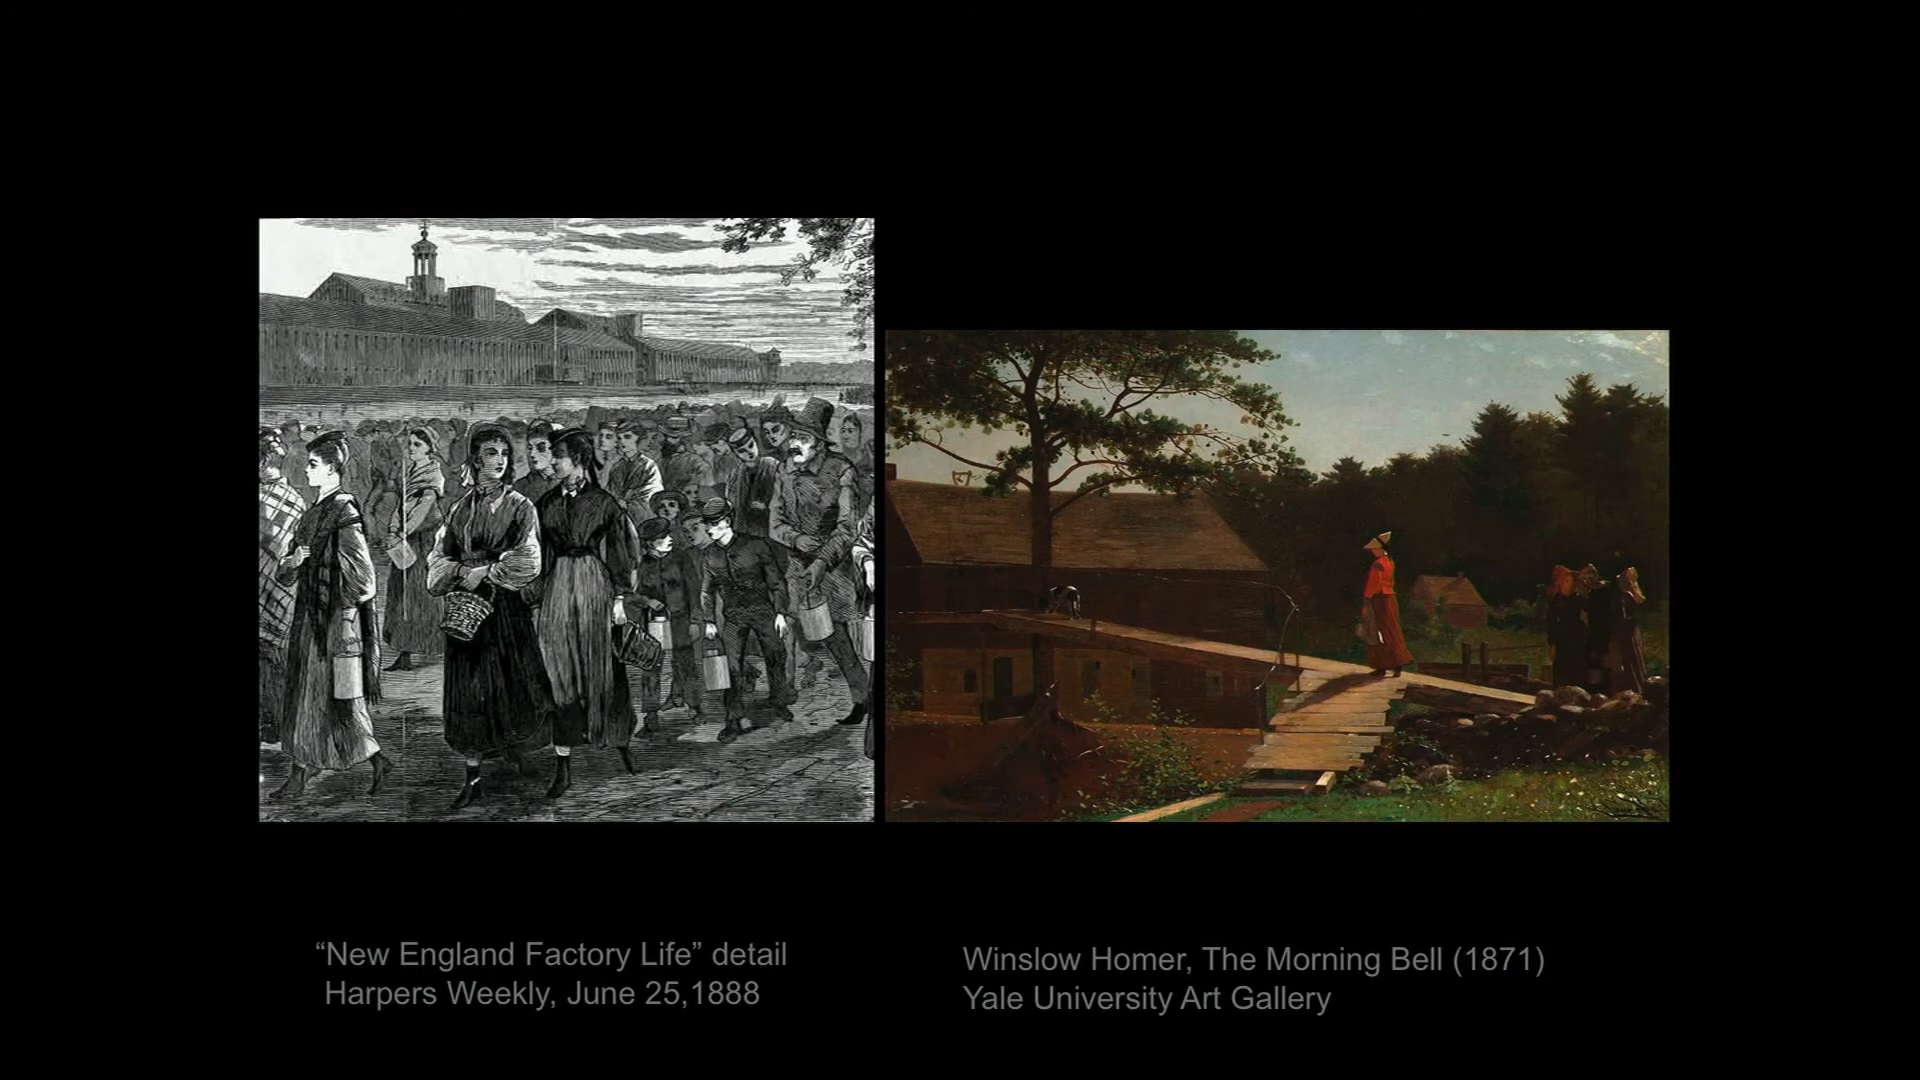 “New England Factory Life” detail
Harpers Weekly, June 25,1888
Winslow Homer, The Morning Bell (1871)
Yale University Art Gallery